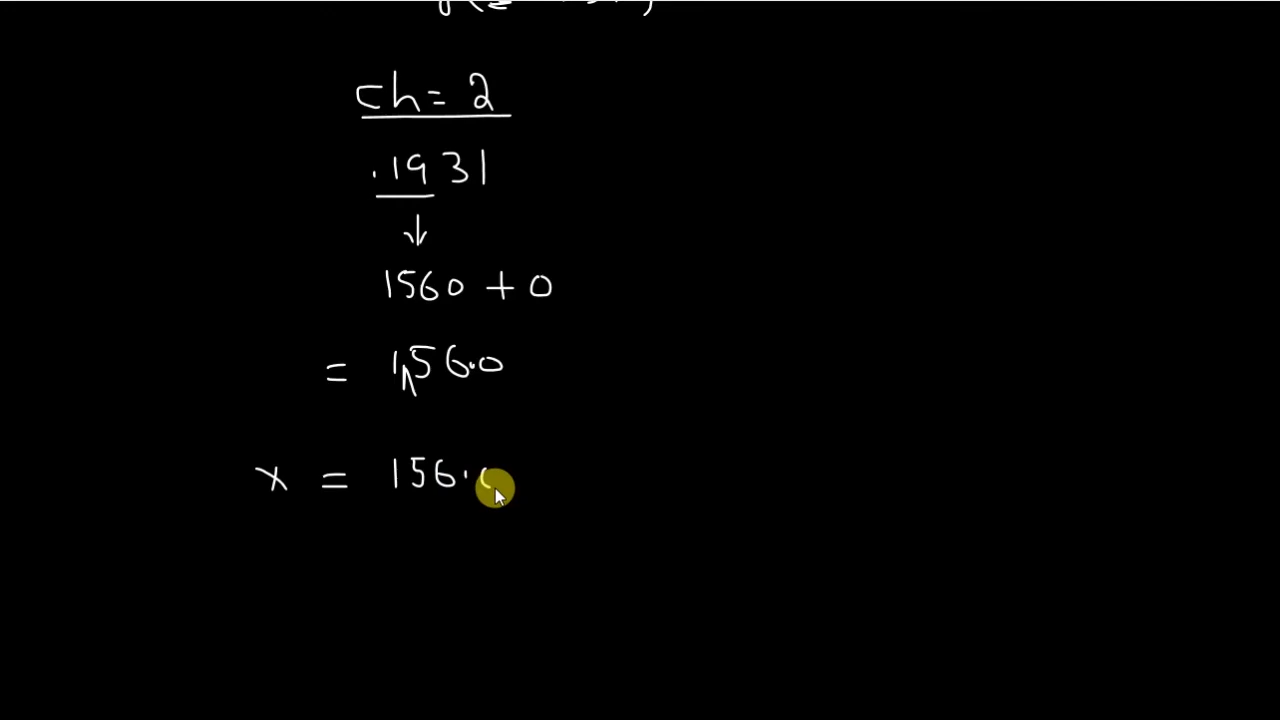 ch = 2
.1931
↓
1560 + 0
= 156.0
x = 156.